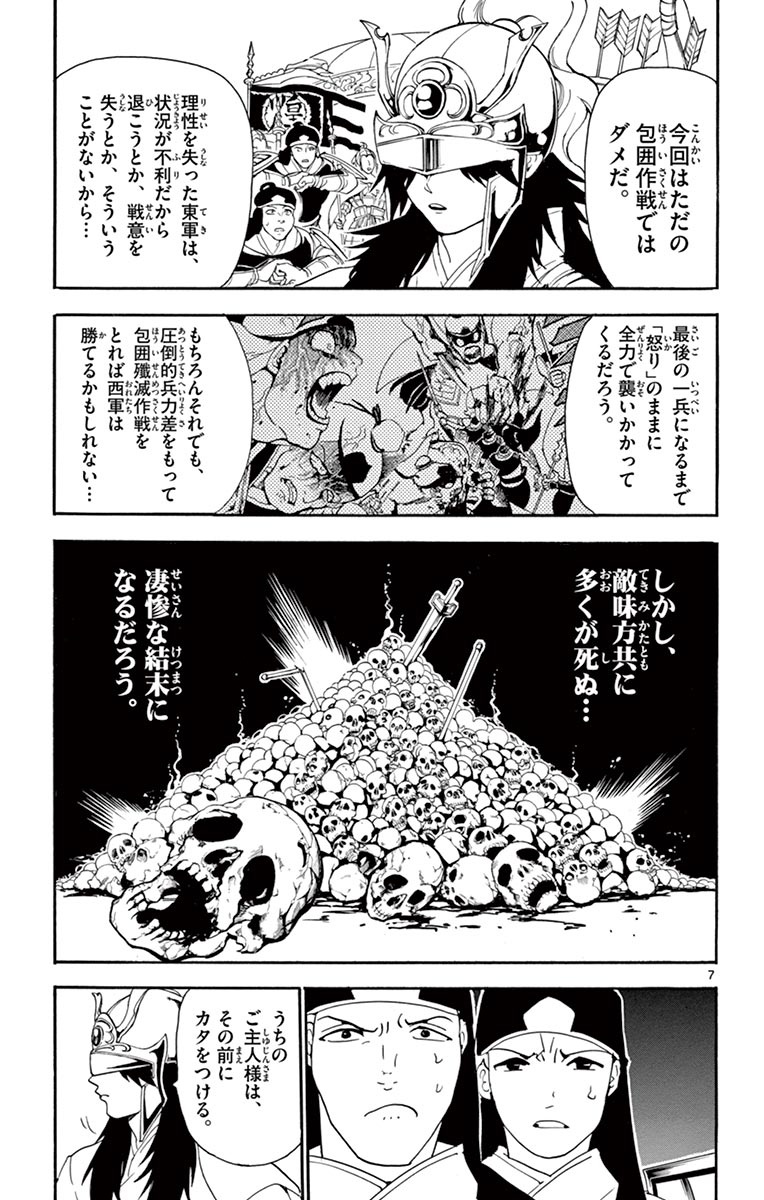 今回はただの
包囲作戦では
ダメだ。
理性を失った東軍は、
状況が不利だから
退こうとか、戦意を
失うとか、そういう
ことがないから…
最後の一兵になるまで
「怒り」のままに
全力で襲いかかって
くるだろう。
もちろんそれでも、
圧倒的兵力差をもって
包囲殲滅作戦を
とれば西軍は
勝てるかもしれない…
しかし、
敵味方共に
多くが死ぬ…
凄惨な結末に
なるだろう。
7
うちの
ご主人様は、
その前に
カタをつける。